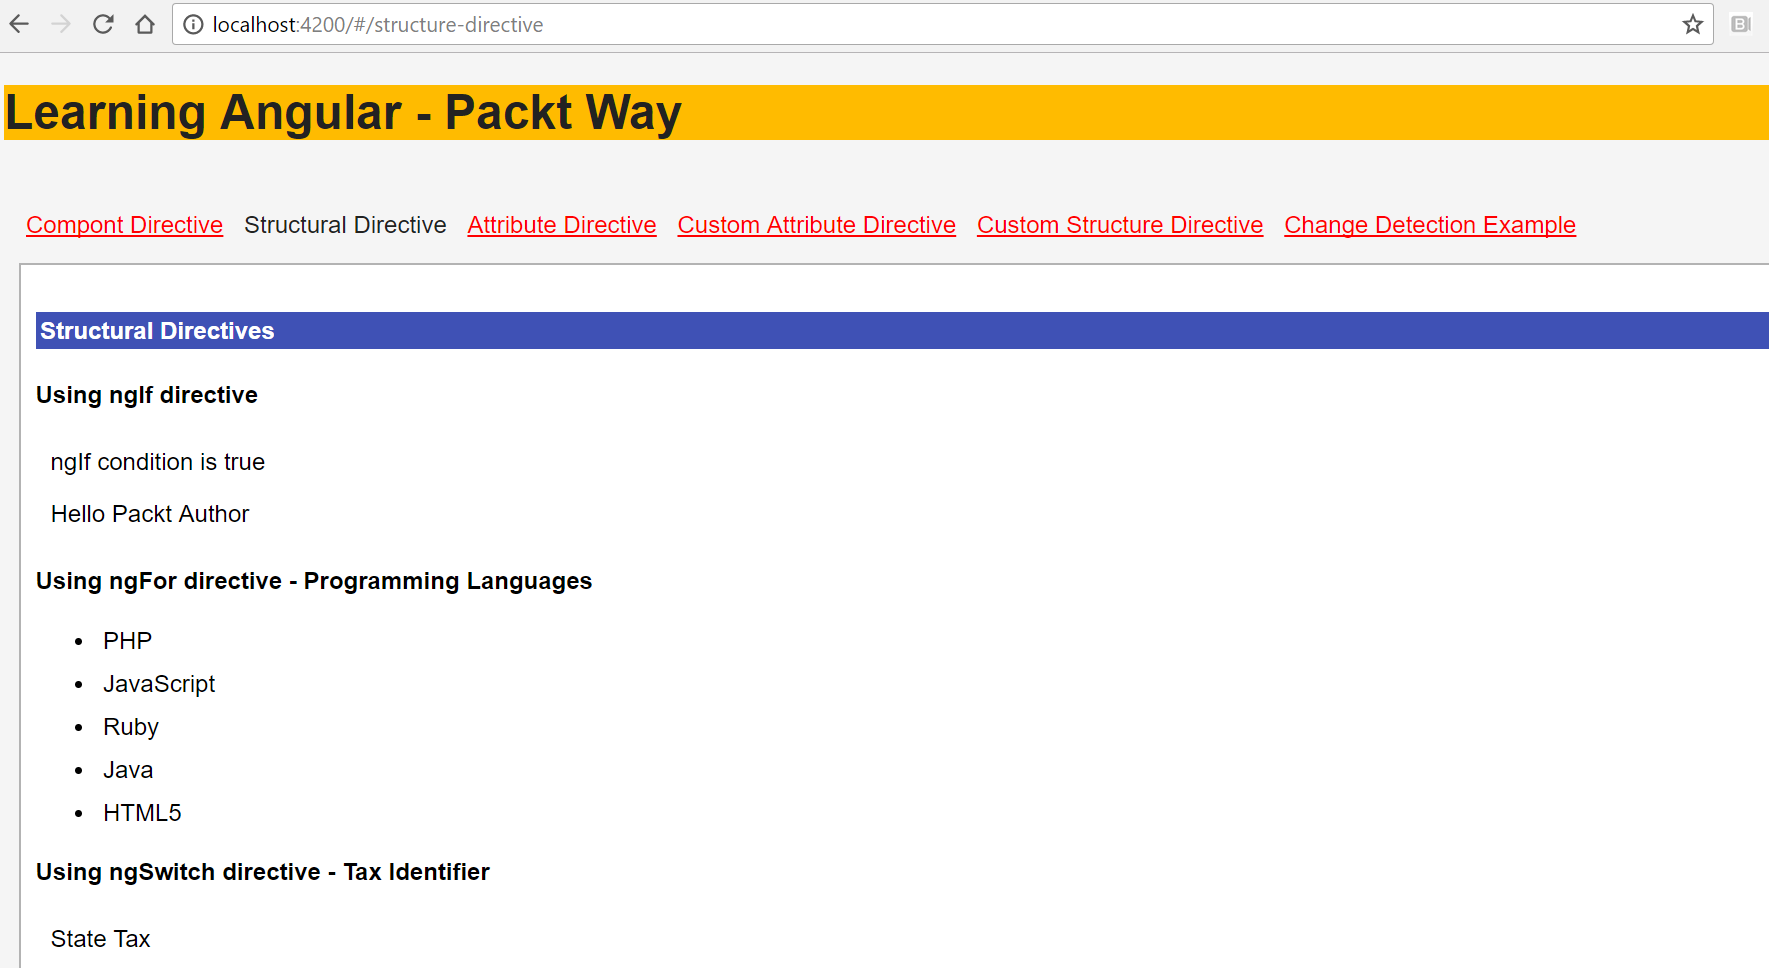 localhost:4200/#/structure-directive
Learning Angular - Packt Way
Compont Directive Structural Directive Attribute Directive Custom Attribute Directive Custom Structure Directive Change Detection Example
Structural Directives
Using ngIf directive
ngIf condition is true
Hello Packt Author
Using ngFor directive - Programming Languages
• PHP
• JavaScript
• Ruby
• Java
• HTML5
Using ngSwitch directive - Tax Identifier
State Tax